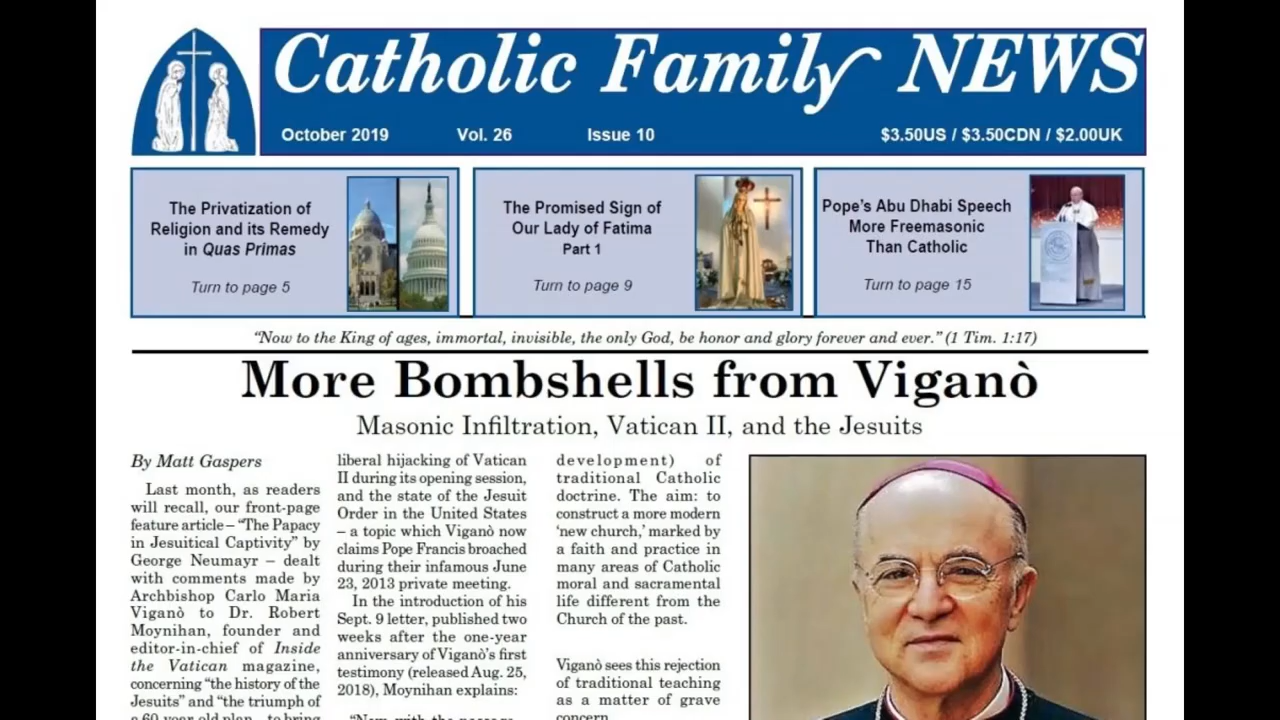 Catholic Family NEWS
October 2019 Vol. 26 Issue 10 $3.50US / $3.50CDN / $2.00UK
The Privatization of
Religion and its Remedy
in Quas Primas
Turn to page 5
The Promised Sign of
Our Lady of Fatima
Part 1
Turn to page 9
Pope's Abu Dhabi Speech
More Freemasonic
Than Catholic
Turn to page 15
“Now to the King of ages, immortal, invisible, the only God, be honor and glory forever and ever.” (1 Tim. 1:17)
More Bombshells from Viganò
Masonic Infiltration, Vatican II, and the Jesuits
By Matt Gaspers
Last month, as readers
will recall, our front-page
feature article – “The Papacy
in Jesuitical Captivity” by
George Neumayr – dealt
with comments made by
Archbishop Carlo Maria
Viganò to Dr. Robert
Moynihan, founder and
editor-in-chief of Inside
the Vatican magazine,
concerning “the history of the
Jesuits” and “the triumph of
a 60-year-old plan to bring
liberal hijacking of Vatican
II during its opening session,
and the state of the Jesuit
Order in the United States
– a topic which Viganò now
claims Pope Francis broached
during their infamous June
23, 2013 private meeting.
In the introduction of his
Sept. 9 letter, published two
weeks after the one-year
anniversary of Viganò's first
testimony (released Aug. 25,
2018), Moynihan explains:
“Now, with the passage
development) of
traditional Catholic
doctrine. The aim: to
construct a more modern
‘new church,’ marked by
a faith and practice in
many areas of Catholic
moral and sacramental
life different from the
Church of the past.
Viganò sees this rejection
of traditional teaching
as a matter of grave
concern